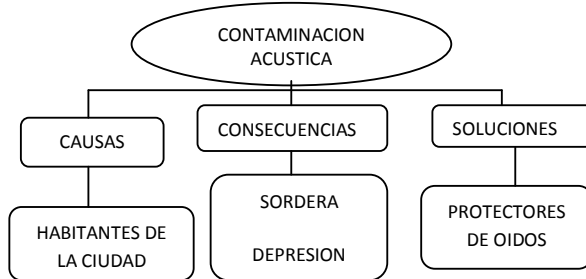 CONTAMINACION
ACUSTICA
CAUSAS
CONSECUENCIAS
SOLUCIONES
HABITANTES DE
LA CIUDAD
SORDERA
DEPRESION
PROTECTORES
DE OIDOS